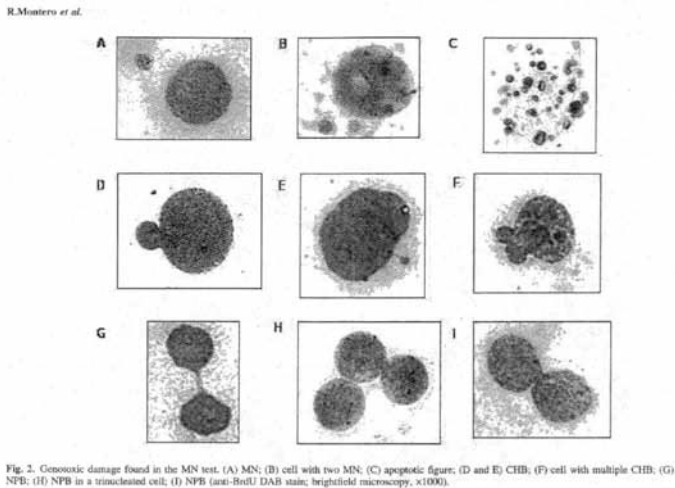 R.Montero et al.
A
B
C
D
E
F
G
H
I
Fig. 2. Genotoxic damage found in the MN test. (A) MN; (B) cell with two MN; (C) apoptotic figure; (D and E) CHB; (F) cell with multiple CHB; (G)
NPB; (H) NPB in a trinucleated cell; (I) NPB (anti-BrdU DAB stain; brightfield microscopy, ×1000).